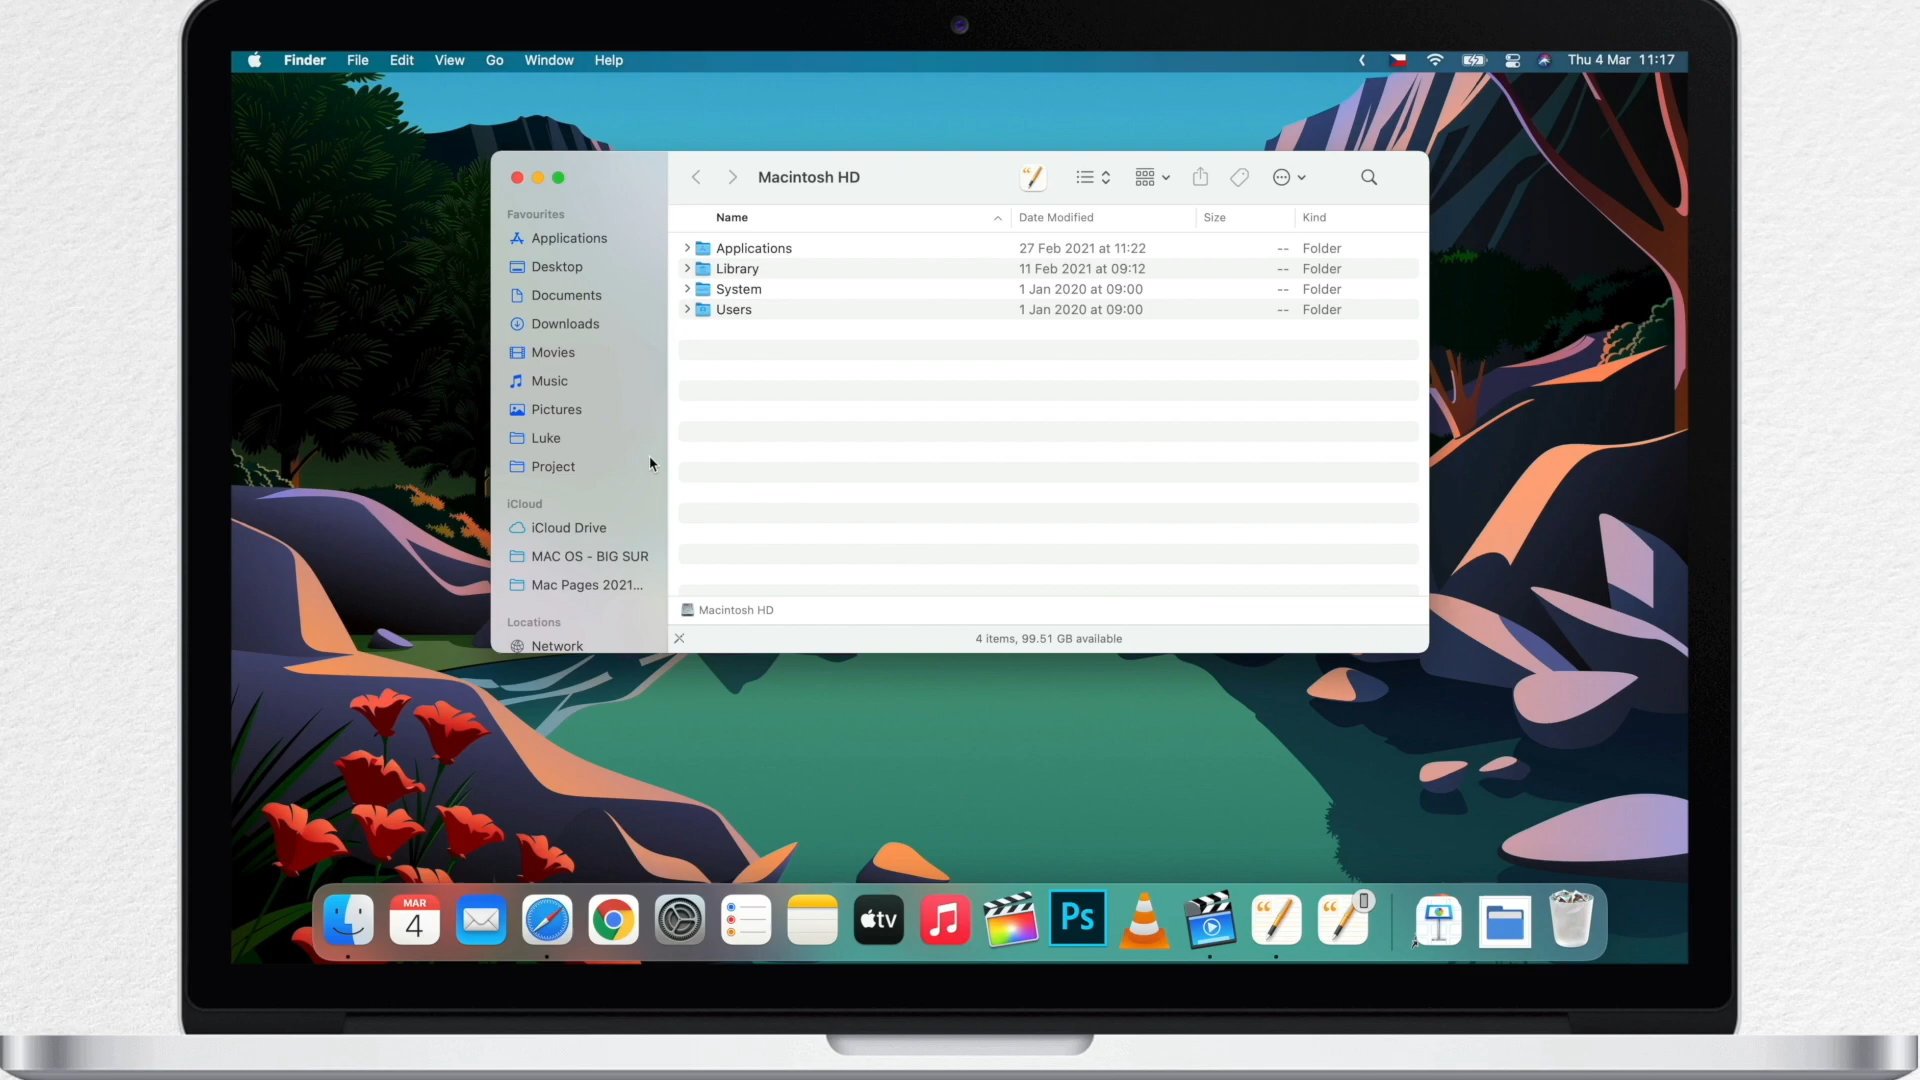 Finder File Edit View Go Window Help Thu 4 Mar 11:17
Macintosh HD
Favourites
Applications
Desktop
Documents
Downloads
Movies
Music
Pictures
Luke
Project
iCloud
iCloud Drive
MAC OS - BIG SUR
Mac Pages 2021...
Locations
Network
Name Date Modified Size Kind
Applications 27 Feb 2021 at 11:22 -- Folder
Library 11 Feb 2021 at 09:12 -- Folder
System 1 Jan 2020 at 09:00 -- Folder
Users 1 Jan 2020 at 09:00 -- Folder
Macintosh HD
4 items, 99.51 GB available
MAR
4
tv
Ps